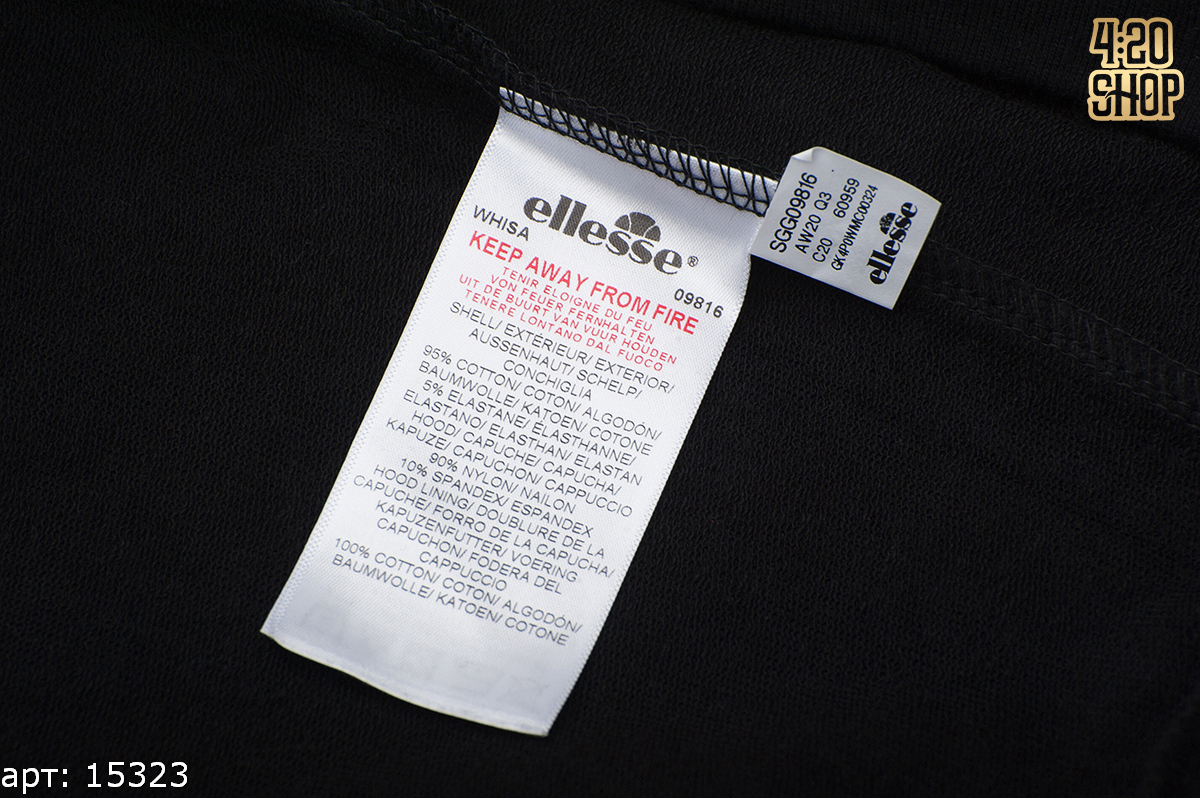 4:20
SHOP
ellesse®
WHISA
09816
KEEP AWAY FROM FIRE
TENIR ELOIGNE DU FEU
VON FEUER FERNHALTEN
UIT DE BUURT VAN VUUR HOUDEN
TENERE LONTANO DAL FUOCO
SHELL/ EXTÉRIEUR/ EXTERIOR/
AUSSENHAUT/ SCHELP/
CONCHIGLIA
95% COTTON/ COTON/ ALGODÓN/
BAUMWOLLE/ KATOEN/ COTONE
5% ELASTANE/ ÉLASTHANNE/
ELASTANO/ ELASTHAN/ ELASTAN
HOOD/ CAPUCHE/ CAPUCHA/
KAPUZE/ CAPUCHON/ CAPPUCCIO
90% NYLON/ NAILON
10% SPANDEX/ ESPANDEX
HOOD LINING/ DOUBLURE DE LA
CAPUCHE/ FORRO DE LA CAPUCHA/
KAPUZENFUTTER/ VOERING
CAPUCHON/ FODERA DEL
CAPPUCCIO
100% COTTON/ COTON/ ALGODÓN/
BAUMWOLLE/ KATOEN/ COTONE
SGG09816
AW20 Q3
C20 60959
GK4P0WMC00324
ellesse
арт: 15323